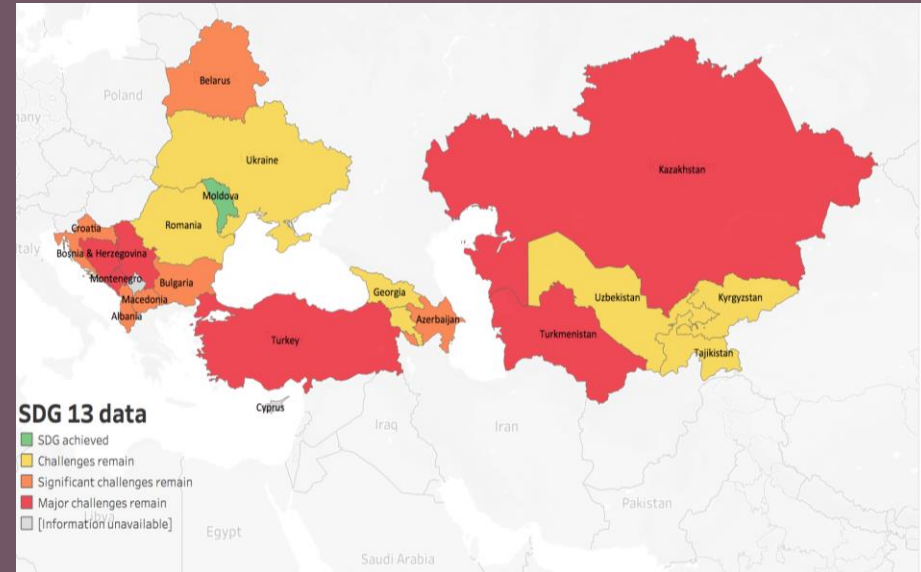 Belarus
Poland
any
Ukraine
Kazakhstan
Moldova
Romania
Croatia
Italy
Bosnia & Herzegovina
Montenegro
Bulgaria
Macedonia
Albania
Georgia
Azerbaijan
Uzbekistan
Kyrgyzstan
Turkmenistan
Tajikistan
Turkey
Cyprus
Iraq
Iran
Pakistan
Egypt
Libya
Saudi Arabia
SDG 13 data
SDG achieved
Challenges remain
Significant challenges remain
Major challenges remain
[Information unavailable]